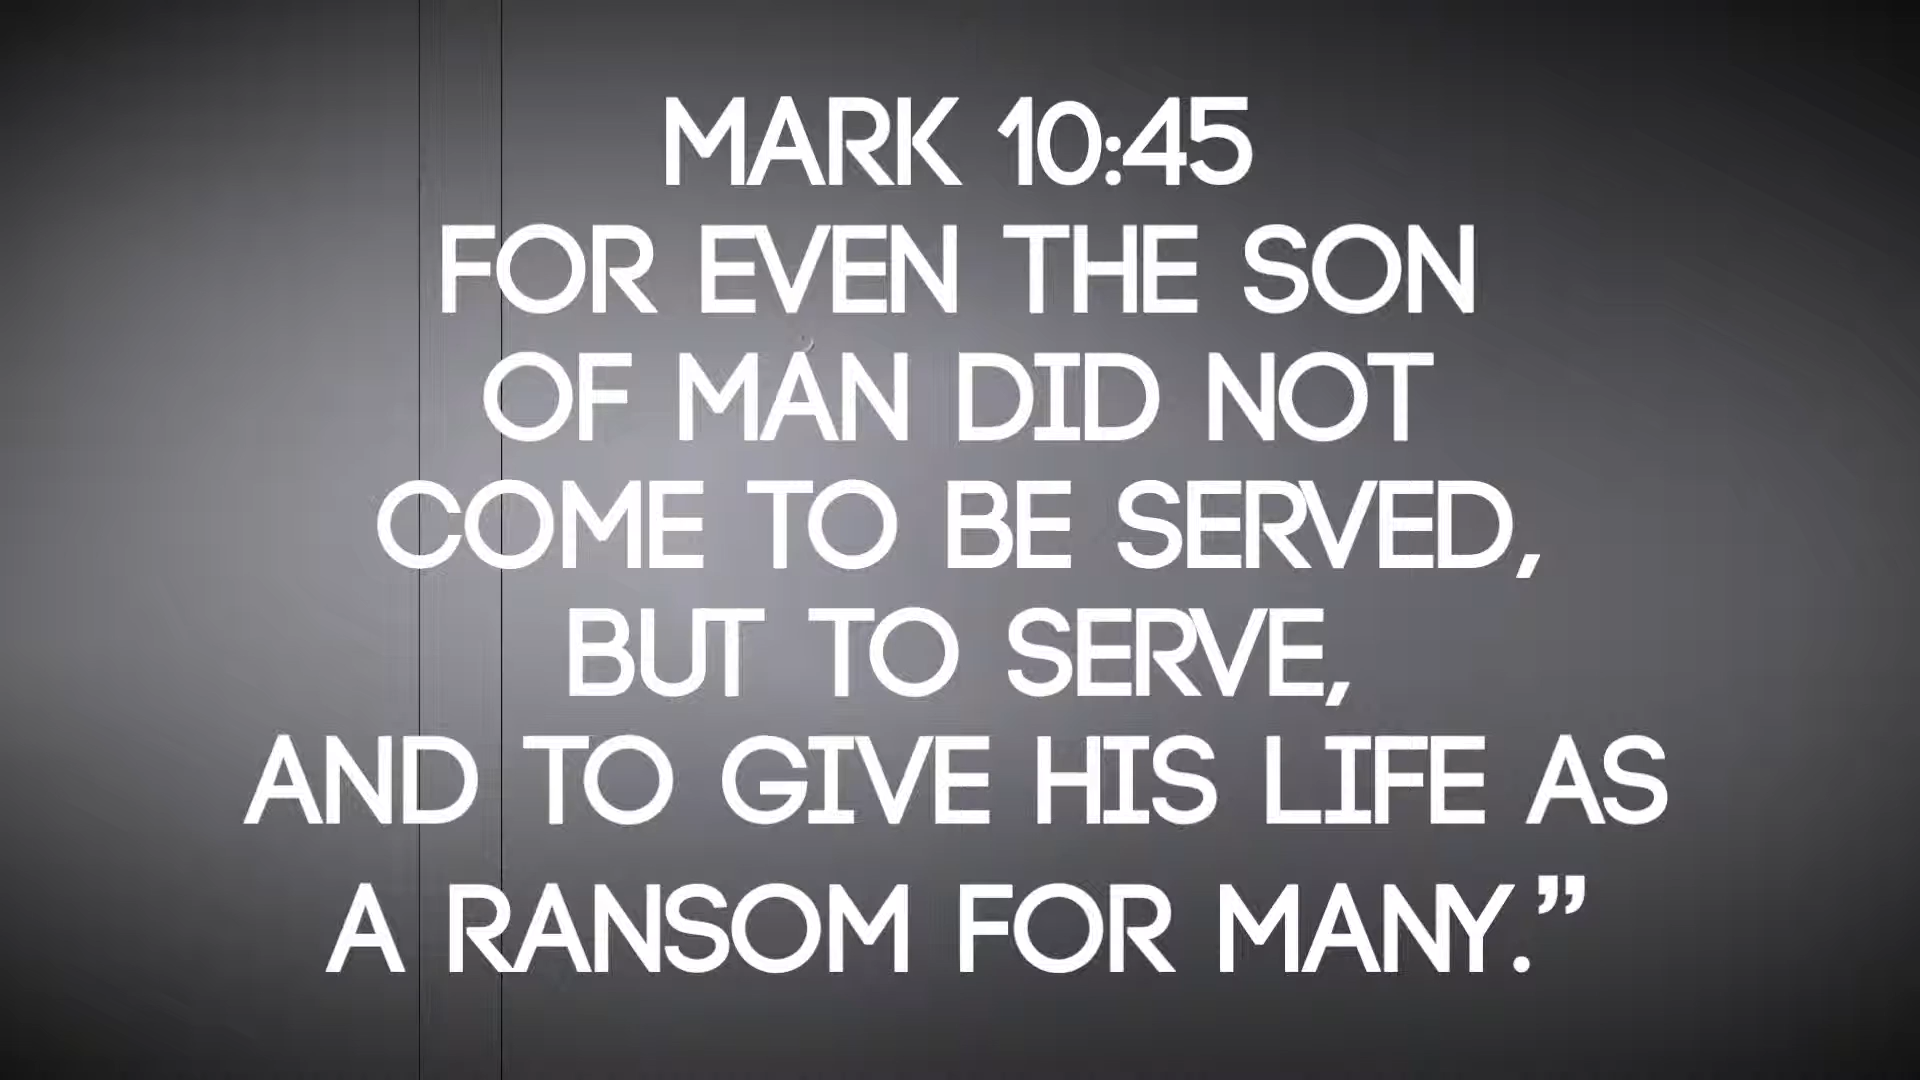 MARK 10:45
FOR EVEN THE SON
OF MAN DID NOT
COME TO BE SERVED,
BUT TO SERVE,
AND TO GIVE HIS LIFE AS
A RANSOM FOR MANY.”